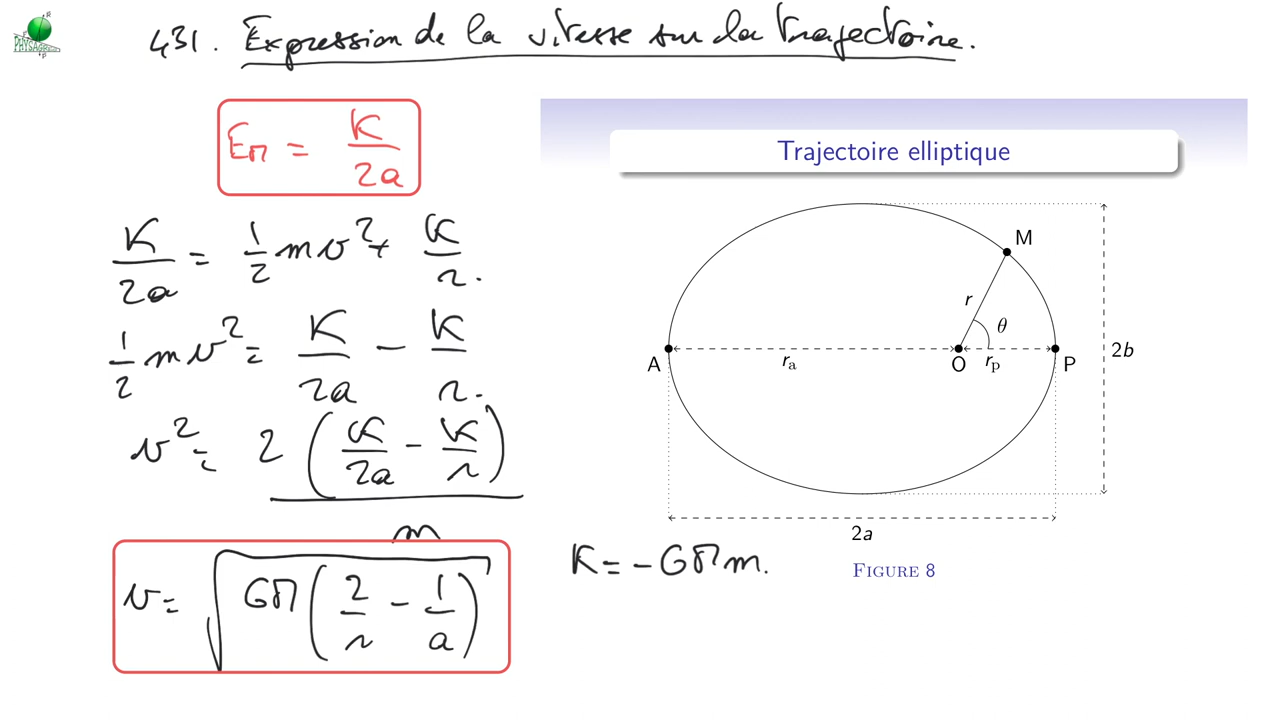 431. Expression de la vitesse sur la trajectoire.
EM = K/2a
K/2a = 1/2 mv² + K/r.
1/2 mv² = K/2a - K/r.
v² = 2 (K/2a - K/r) / m
v = √(GM (2/r - 1/a))
Trajectoire elliptique
M
r
θ
A
ra
O
rp
P
2b
2a
K = - GMm.
FIGURE 8